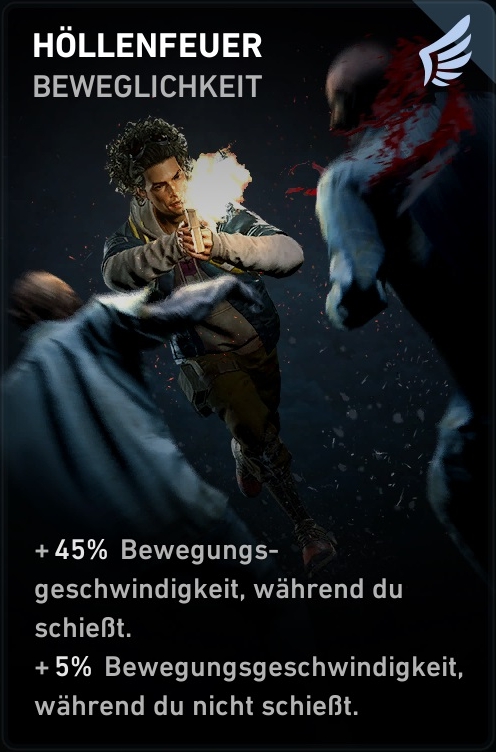 HÖLLENFEUER
BEWEGLICHKEIT
+ 45% Bewegungs-
geschwindigkeit, während du
schießt.
+ 5% Bewegungsgeschwindigkeit,
während du nicht schießt.